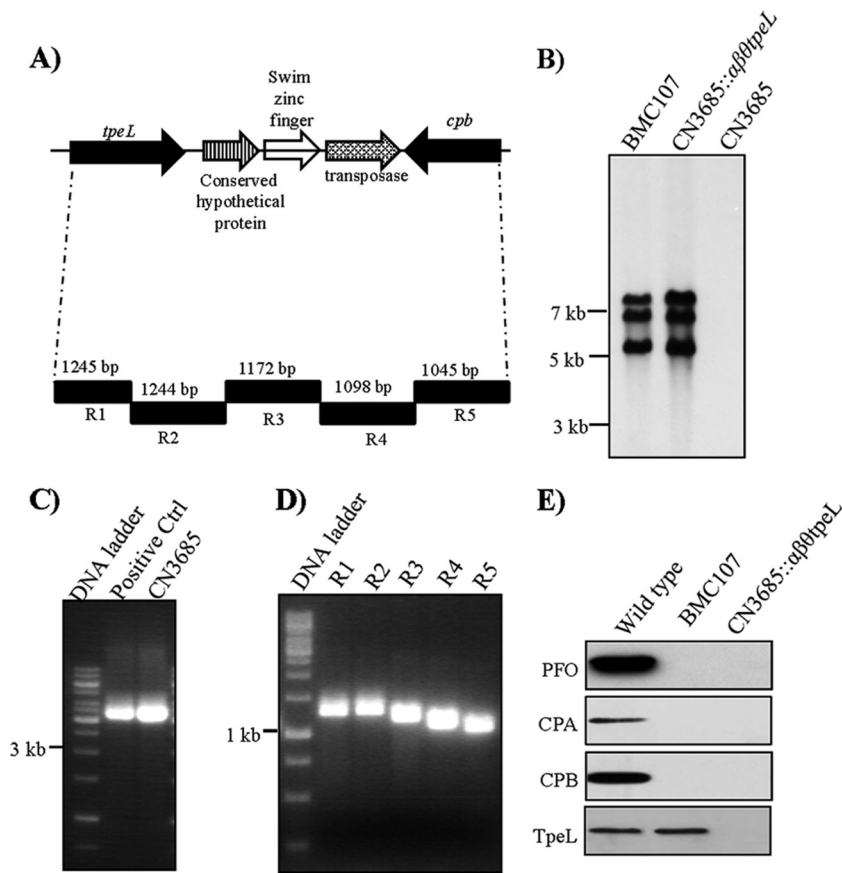 A)
Swim
zinc
finger
tpeL
cpb
Conserved
hypothetical
protein
transposase
1245 bp
1244 bp
1172 bp
1098 bp
1045 bp
R1
R2
R3
R4
R5
B)
BMC107
CN3685::αβθtpeL
CN3685
7 kb
5 kb
3 kb
C)
DNA ladder
Positive Ctrl
CN3685
3 kb
D)
DNA ladder
R1
R2
R3
R4
R5
1 kb
E)
Wild type
BMC107
CN3685::αβθtpeL
PFO
CPA
CPB
TpeL